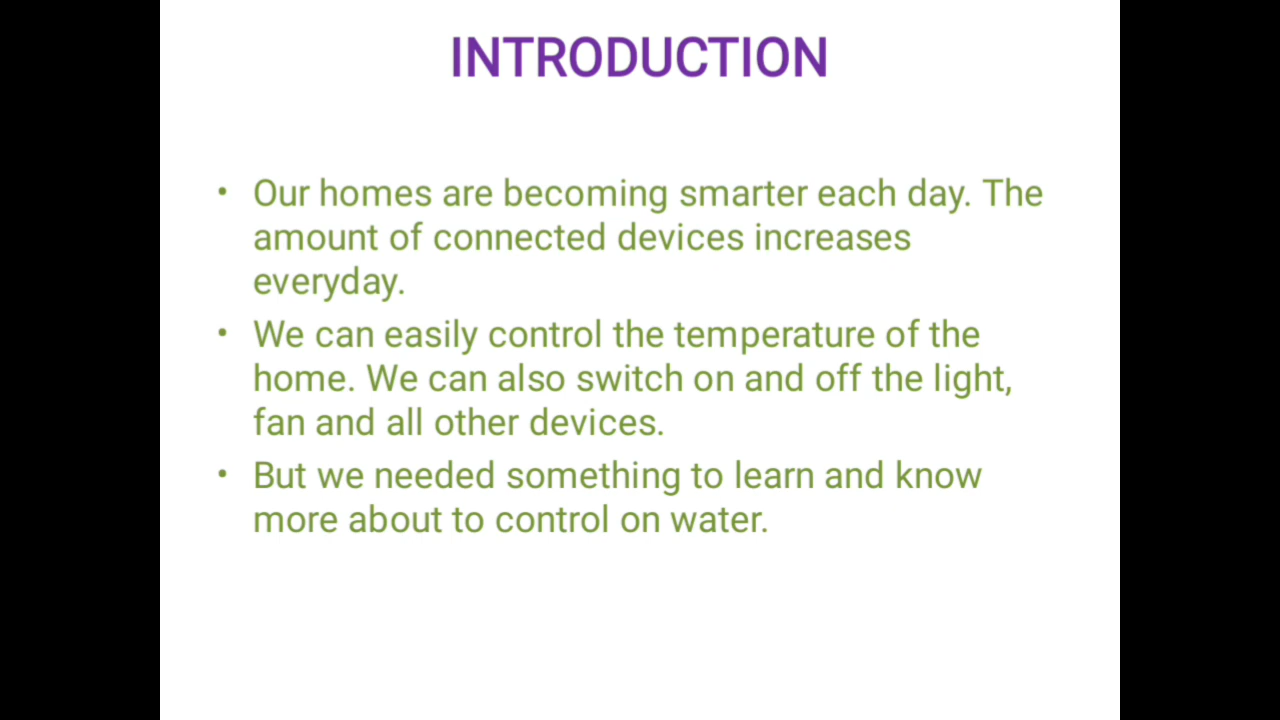 INTRODUCTION
• Our homes are becoming smarter each day. The
amount of connected devices increases
everyday.
• We can easily control the temperature of the
home. We can also switch on and off the light,
fan and all other devices.
• But we needed something to learn and know
more about to control on water.